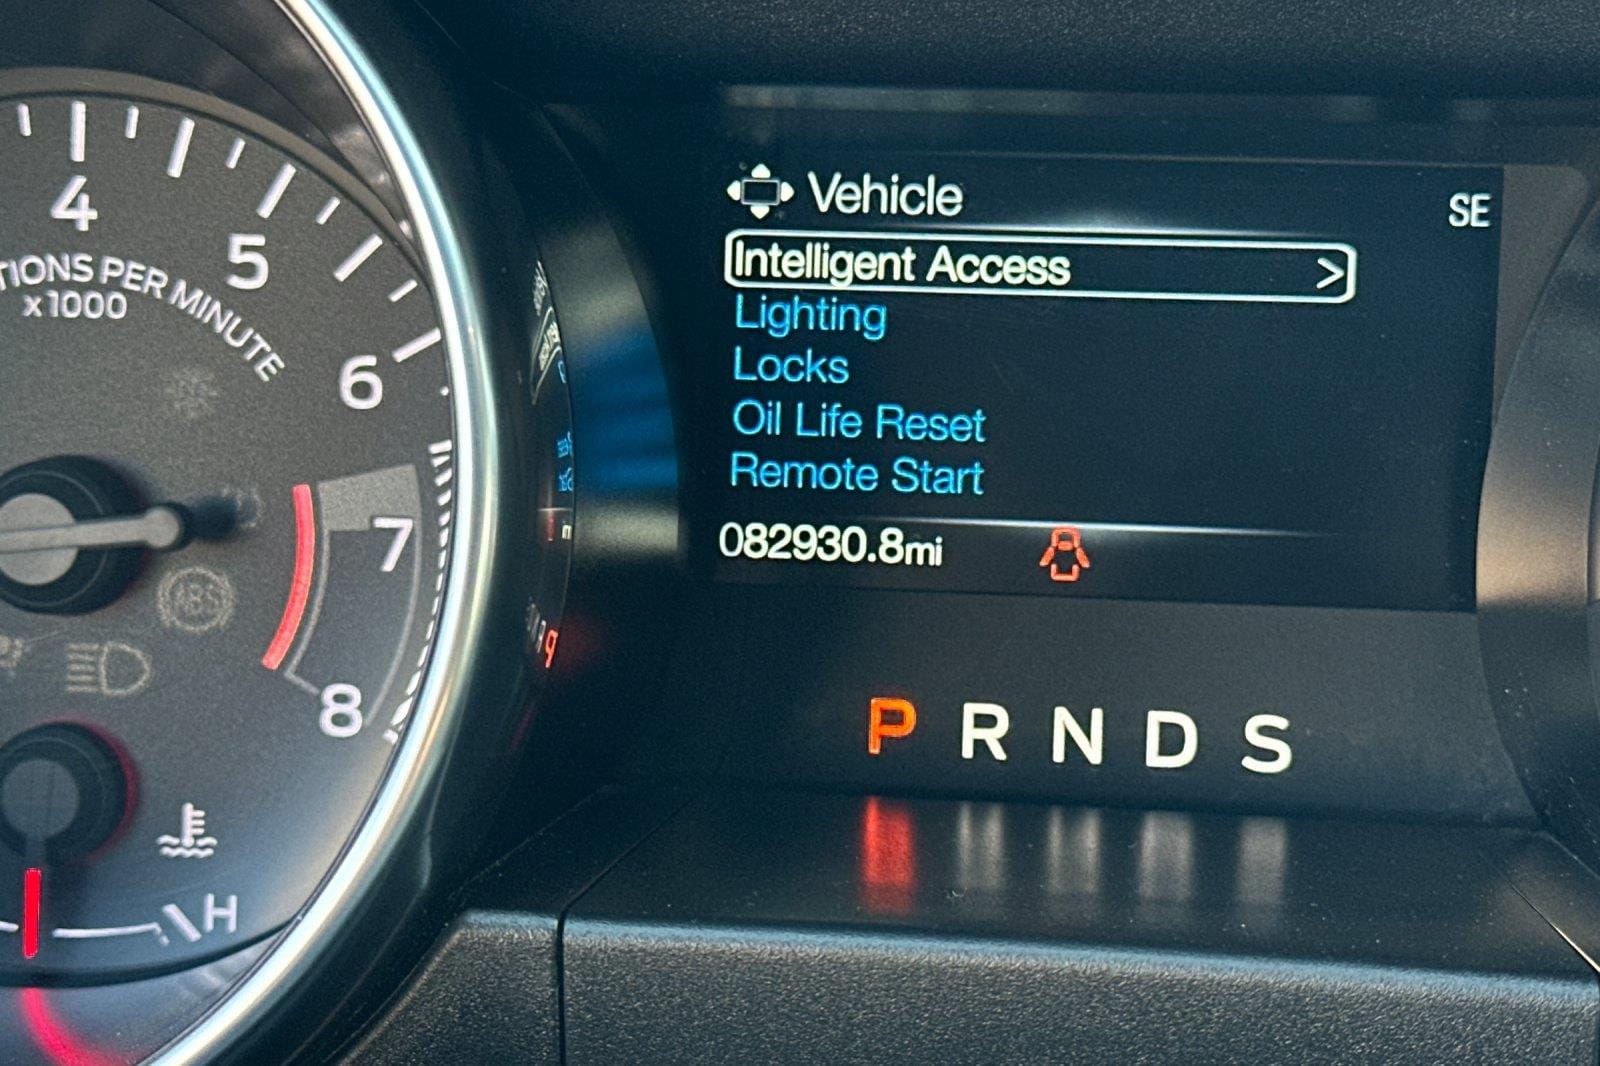 4
5
6
7
8
TIONS PER MINUTE
x1000
ABS
H
Vehicle
SE
Intelligent Access >
Lighting
Locks
Oil Life Reset
Remote Start
082930.8mi
P R N D S